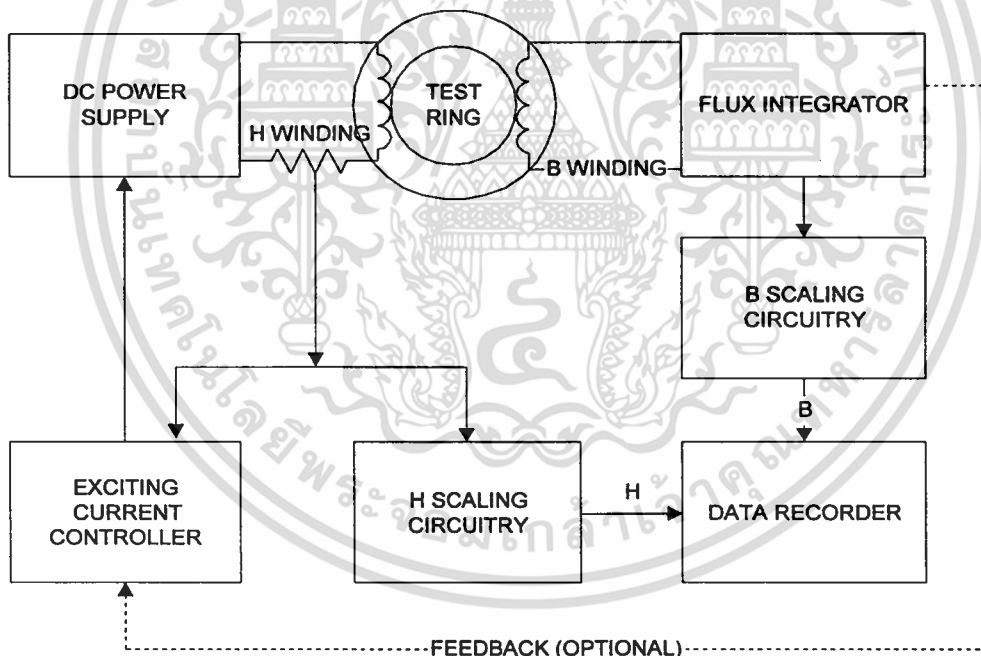 DC POWER
SUPPLY
H WINDING
TEST
RING
B WINDING
FLUX INTEGRATOR
B SCALING
CIRCUITRY
B
EXCITING
CURRENT
CONTROLLER
H SCALING
CIRCUITRY
H
DATA RECORDER
FEEDBACK (OPTIONAL)